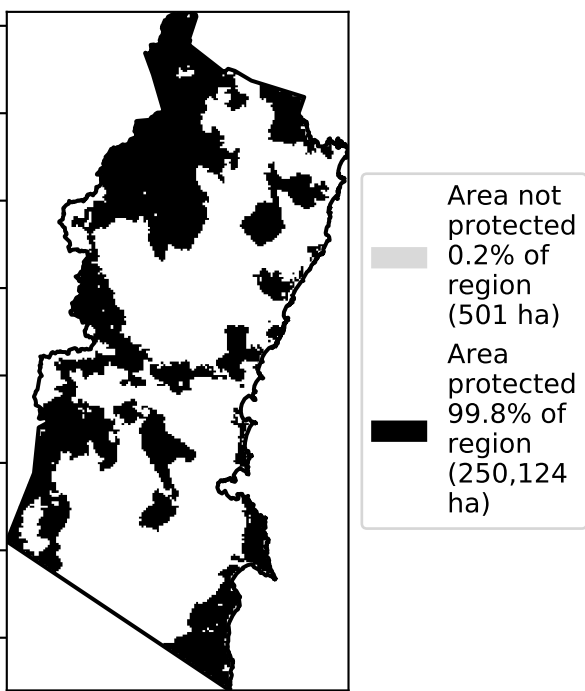 Area not
protected
0.2% of
region
(501 ha)
Area
protected
99.8% of
region
(250,124
ha)